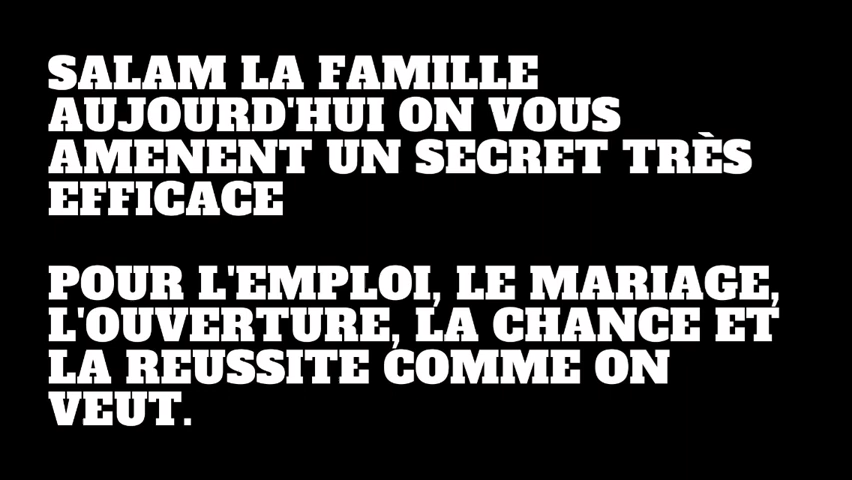 SALAM LA FAMILLE
AUJOURD'HUI ON VOUS
AMENENT UN SECRET TRÈS
EFFICACE
POUR L'EMPLOI, LE MARIAGE,
L'OUVERTURE, LA CHANCE ET
LA REUSSITE COMME ON
VEUT.